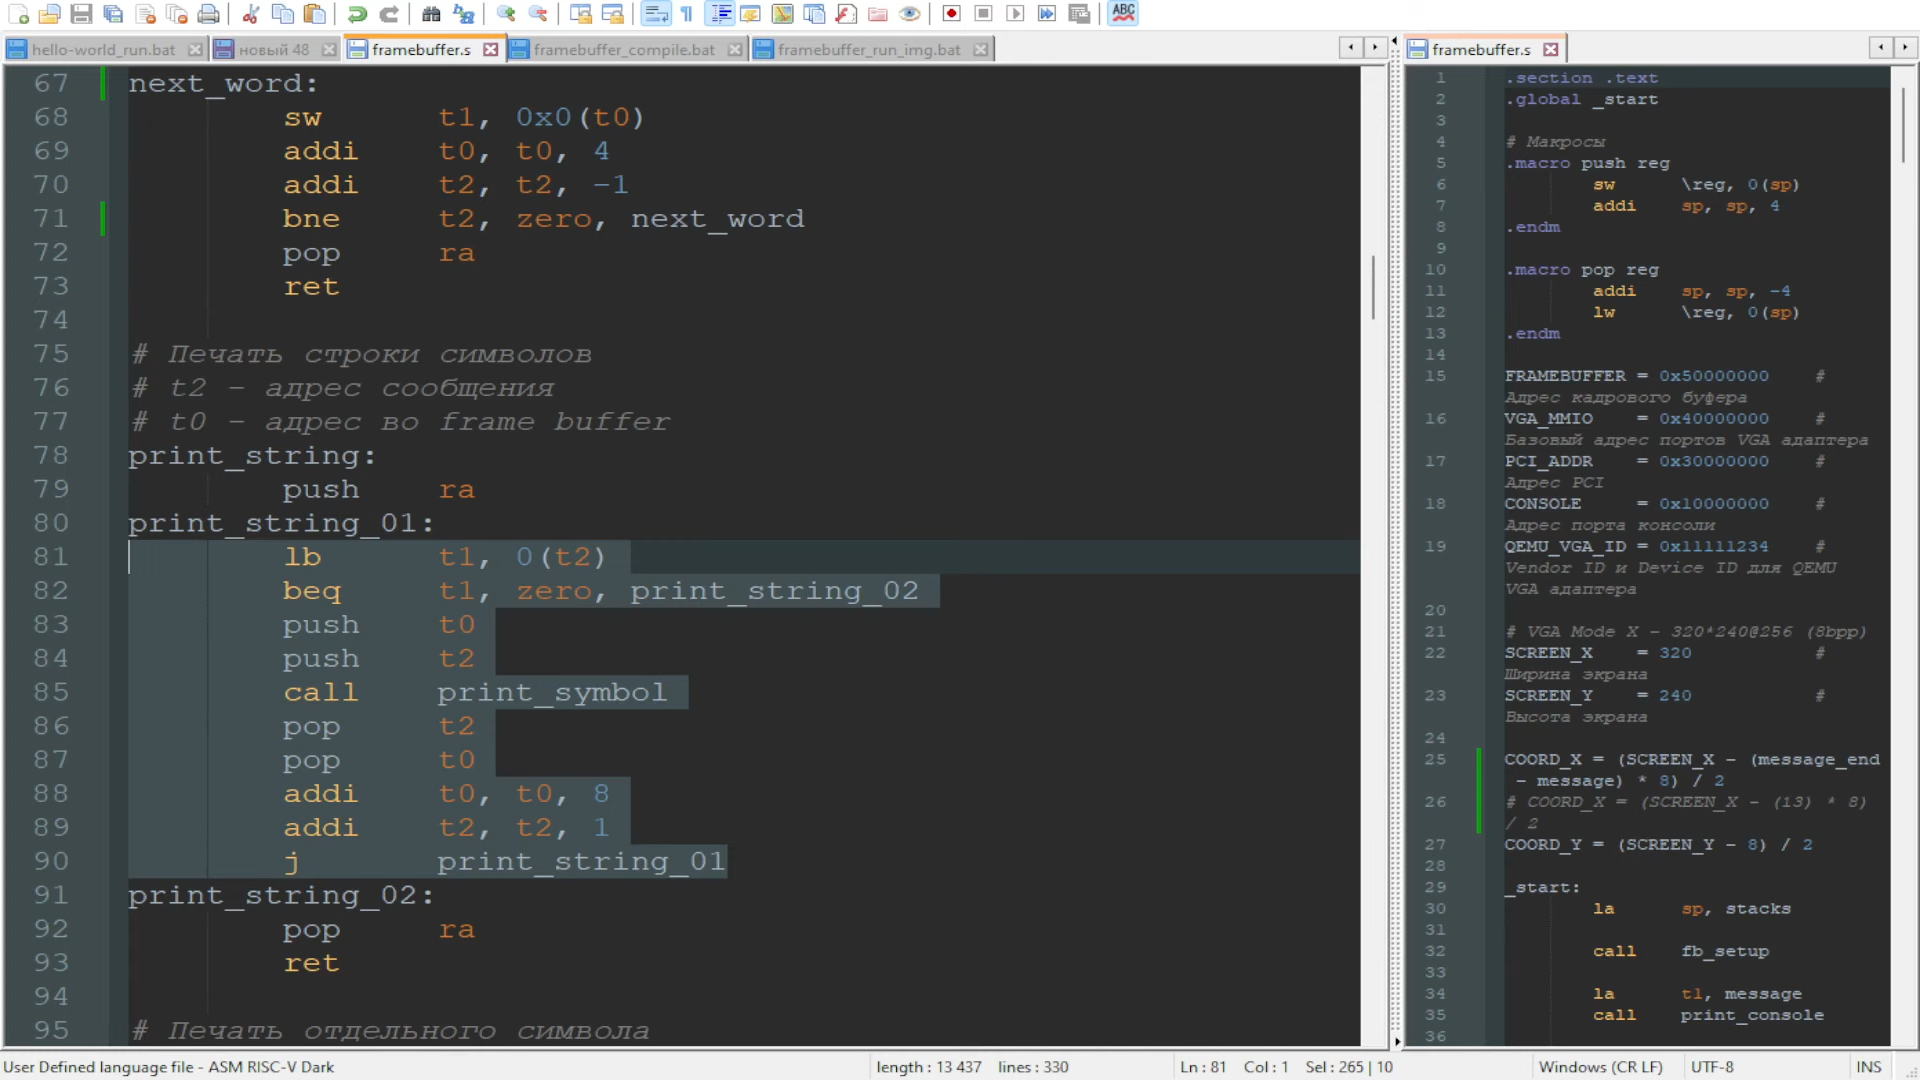 ABC
hello-world_run.bat
новый 48
framebuffer.s
framebuffer_compile.bat
framebuffer_run_img.bat
framebuffer.s
67 next_word:
68 sw t1, 0x0(t0)
69 addi t0, t0, 4
70 addi t2, t2, -1
71 bne t2, zero, next_word
72 pop ra
73 ret
74
75 # Печать строки символов
76 # t2 - адрес сообщения
77 # t0 - адрес во frame buffer
78 print_string:
79 push ra
80 print_string_01:
81 lb t1, 0(t2)
82 beq t1, zero, print_string_02
83 push t0
84 push t2
85 call print_symbol
86 pop t2
87 pop t0
88 addi t0, t0, 8
89 addi t2, t2, 1
90 j print_string_01
91 print_string_02:
92 pop ra
93 ret
94
95 # Печать отдельного символа
1 .section .text
2 .global _start
3
4 # Макросы
5 .macro push reg
6 sw \reg, 0(sp)
7 addi sp, sp, 4
8 .endm
9
10 .macro pop reg
11 addi sp, sp, -4
12 lw \reg, 0(sp)
13 .endm
14
15 FRAMEBUFFER = 0x50000000 #
Адрес кадрового буфера
16 VGA_MMIO = 0x40000000 #
Базовый адрес портов VGA адаптера
17 PCI_ADDR = 0x30000000 #
Адрес PCI
18 CONSOLE = 0x10000000 #
Адрес порта консоли
19 QEMU_VGA_ID = 0x11111234 #
Vendor ID и Device ID для QEMU
VGA адаптера
20
21 # VGA Mode X - 320*240@256 (8bpp)
22 SCREEN_X = 320 #
Ширина экрана
23 SCREEN_Y = 240 #
Высота экрана
24
25 COORD_X = (SCREEN_X - (message_end
- message) * 8) / 2
26 # COORD_X = (SCREEN_X - (13) * 8)
/ 2
27 COORD_Y = (SCREEN_Y - 8) / 2
28
29 _start:
30 la sp, stacks
31
32 call fb_setup
33
34 la t1, message
35 call print_console
36
User Defined language file - ASM RISC-V Dark
length : 13 437 lines : 330
Ln : 81 Col : 1 Sel : 265 | 10
Windows (CR LF)
UTF-8
INS